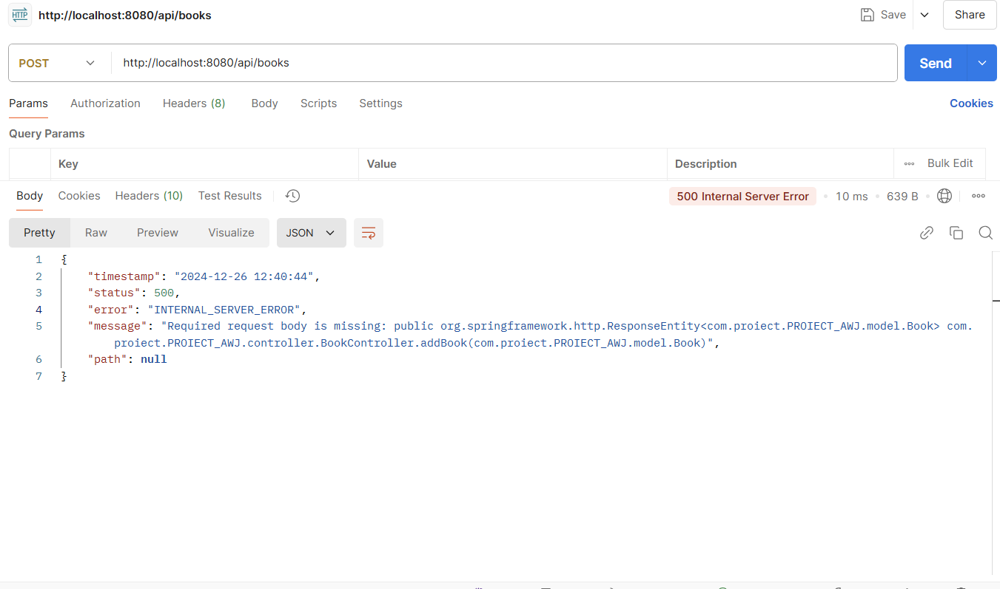 HTTP http://localhost:8080/api/books Save Share
POST http://localhost:8080/api/books Send
Params Authorization Headers (8) Body Scripts Settings Cookies
Query Params
Key Value Description Bulk Edit
Body Cookies Headers (10) Test Results 500 Internal Server Error 10 ms 639 B
Pretty Raw Preview Visualize JSON
1 {
2 "timestamp": "2024-12-26 12:40:44",
3 "status": 500,
4 "error": "INTERNAL_SERVER_ERROR",
5 "message": "Required request body is missing: public org.springframework.http.ResponseEntity<com.proiect.PROIECT_AWJ.model.Book> com.
proiect.PROIECT_AWJ.controller.BookController.addBook(com.proiect.PROIECT_AWJ.model.Book)",
6 "path": null
7 }